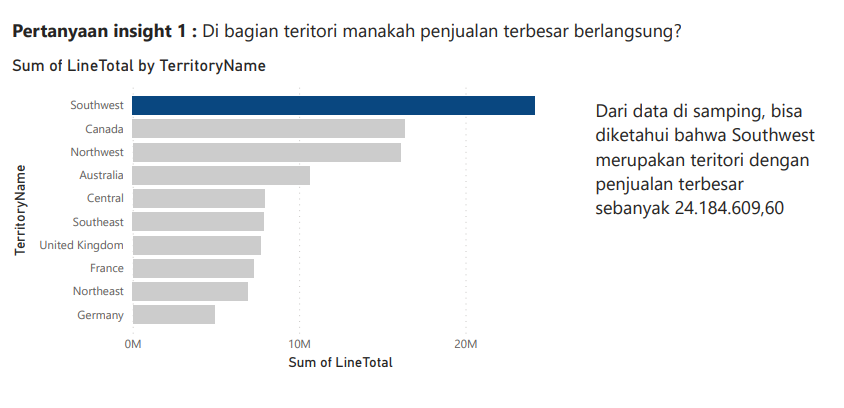 Pertanyaan insight 1 : Di bagian teritori manakah penjualan terbesar berlangsung?
Sum of LineTotal by TerritoryName
TerritoryName
Southwest
Canada
Northwest
Australia
Central
Southeast
United Kingdom
France
Northeast
Germany
0M 10M 20M
Sum of LineTotal
Dari data di samping, bisa
diketahui bahwa Southwest
merupakan teritori dengan
penjualan terbesar
sebanyak 24.184.609,60